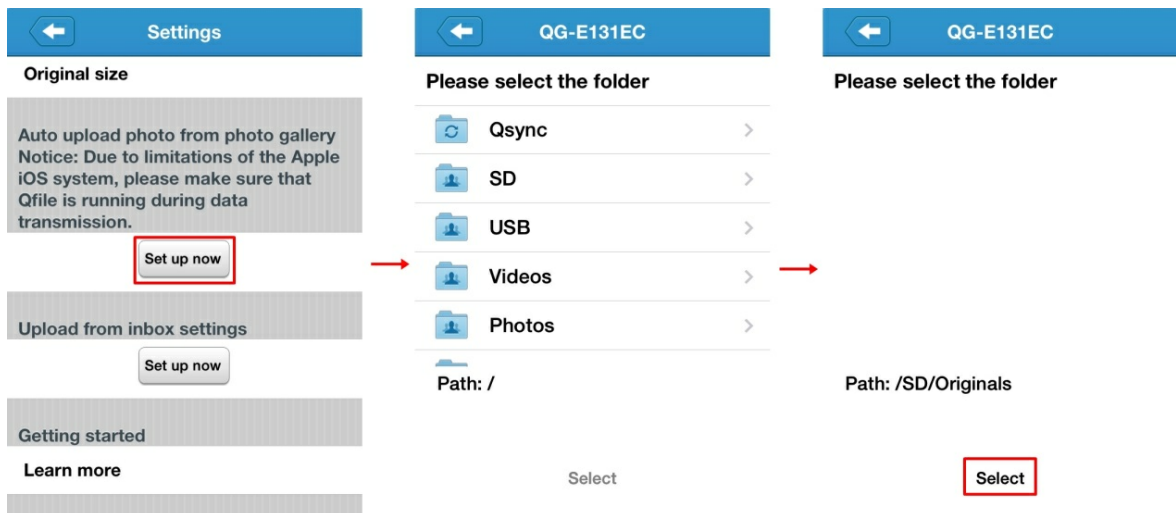 Settings
Original size
Auto upload photo from photo gallery
Notice: Due to limitations of the Apple
iOS system, please make sure that
Qfile is running during data
transmission.
Set up now
Upload from inbox settings
Set up now
Getting started
Learn more
QG-E131EC
Please select the folder
Qsync
SD
USB
Videos
Photos
Path: /
Select
QG-E131EC
Please select the folder
Path: /SD/Originals
Select